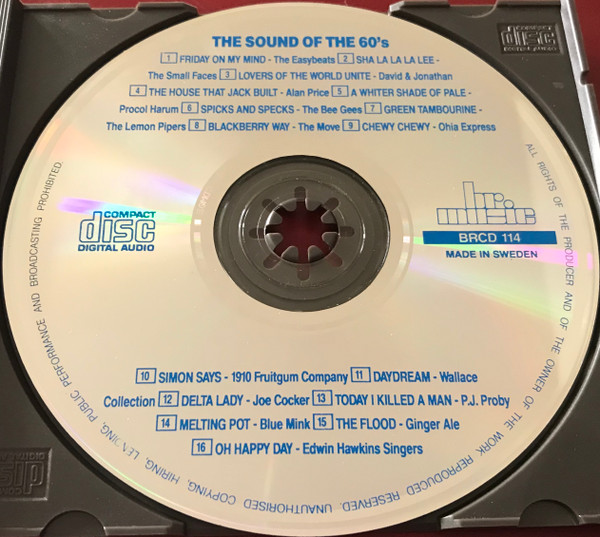 COMPACT
disc
DIGITAL AUDIO
THE SOUND OF THE 60's
1 FRIDAY ON MY MIND - The Easybeats 2 SHA LA LA LA LEE -
The Small Faces 3 LOVERS OF THE WORLD UNITE - David & Jonathan
4 THE HOUSE THAT JACK BUILT - Alan Price 5 A WHITER SHADE OF PALE -
Procol Harum 6 SPICKS AND SPECKS - The Bee Gees 7 GREEN TAMBOURINE -
The Lemon Pipers 8 BLACKBERRY WAY - The Move 9 CHEWY CHEWY - Ohia Express
COMPACT
disc
DIGITAL AUDIO
br music
BRCD 114
MADE IN SWEDEN
10 SIMON SAYS - 1910 Fruitgum Company 11 DAYDREAM - Wallace
Collection 12 DELTA LADY - Joe Cocker 13 TODAY I KILLED A MAN - P.J. Proby
14 MELTING POT - Blue Mink 15 THE FLOOD - Ginger Ale
16 OH HAPPY DAY - Edwin Hawkins Singers
ALL RIGHTS OF THE PRODUCER AND OF THE OWNER OF THE WORK REPRODUCED RESERVED. UNAUTHORISED COPYING, HIRING, LENDING, PUBLIC PERFORMANCE AND BROADCASTING PROHIBITED.